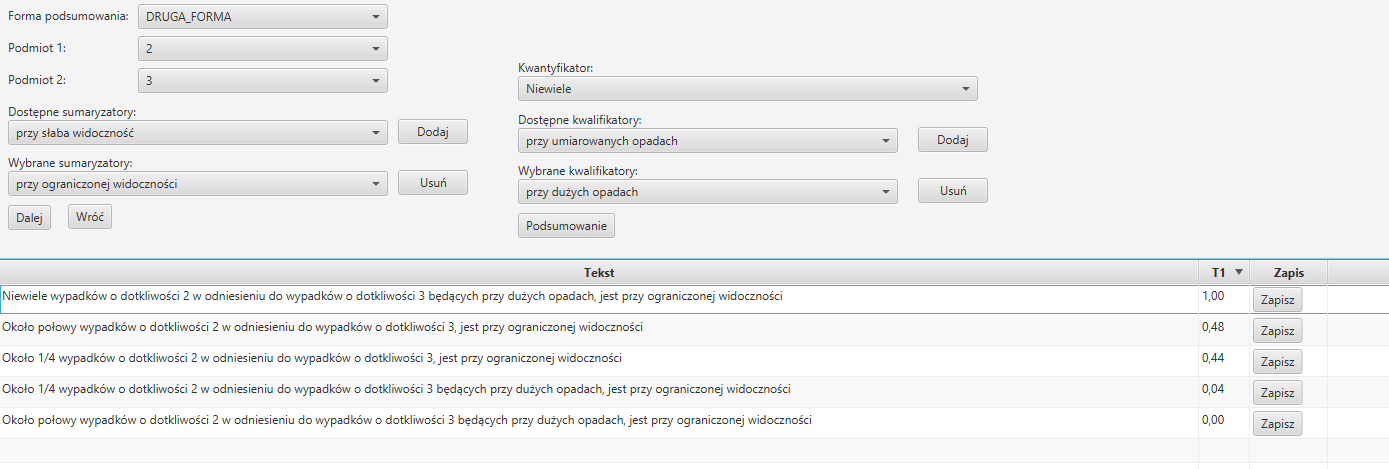 Forma podsumowania: DRUGA_FORMA
Podmiot 1: 2
Podmiot 2: 3
Dostępne sumaryzatory:
przy słaba widoczność Dodaj
Wybrane sumaryzatory:
przy ograniczonej widoczności Usuń
Dalej Wróć
Kwantyfikator:
Niewiele
Dostępne kwalifikatory:
przy umiarowanych opadach Dodaj
Wybrane kwalifikatory:
przy dużych opadach Usuń
Podsumowanie
Tekst T1 Zapis
Niewiele wypadków o dotkliwości 2 w odniesieniu do wypadków o dotkliwości 3 będących przy dużych opadach, jest przy ograniczonej widoczności 1,00 Zapisz
Około połowy wypadków o dotkliwości 2 w odniesieniu do wypadków o dotkliwości 3, jest przy ograniczonej widoczności 0,48 Zapisz
Około 1/4 wypadków o dotkliwości 2 w odniesieniu do wypadków o dotkliwości 3, jest przy ograniczonej widoczności 0,44 Zapisz
Około 1/4 wypadków o dotkliwości 2 w odniesieniu do wypadków o dotkliwości 3 będących przy dużych opadach, jest przy ograniczonej widoczności 0,04 Zapisz
Około połowy wypadków o dotkliwości 2 w odniesieniu do wypadków o dotkliwości 3 będących przy dużych opadach, jest przy ograniczonej widoczności 0,00 Zapisz